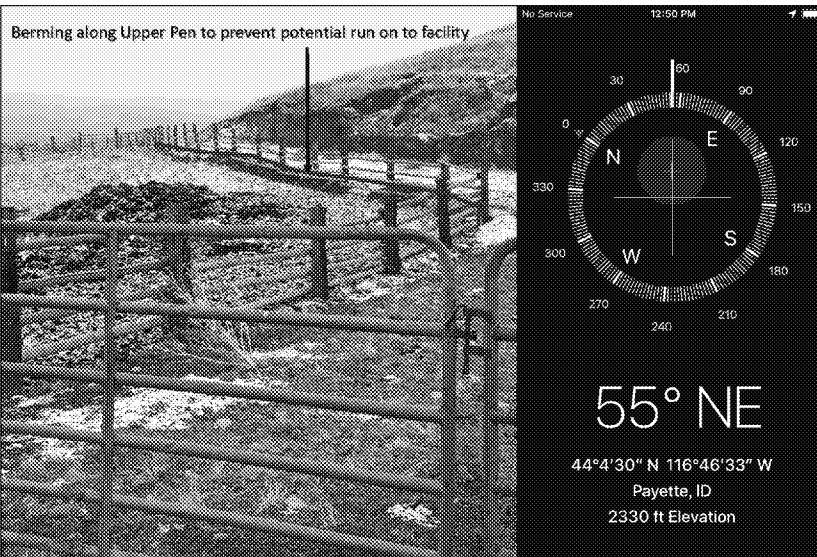 Berming along Upper Pen to prevent potential run on to facility
No Service 12:50 PM
0
30
60
90
120
150
180
210
240
270
300
330
N
E
S
W
55° NE
44°4'30" N 116°46'33" W
Payette, ID
2330 ft Elevation